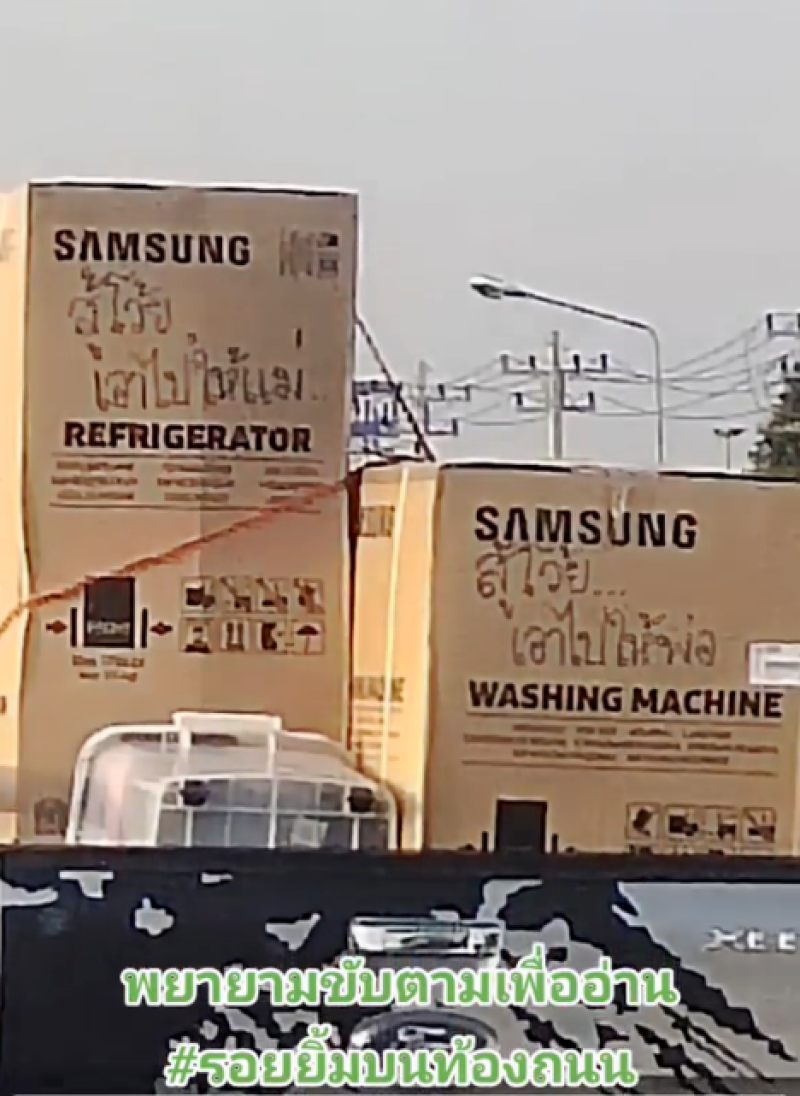 SAMSUNG
สู้โว้ย
เอาไปให้แม่..
REFRIGERATOR
SAMSUNG
สู้โว้ย...
เอาไปให้พ่อ
WASHING MACHINE
พยายามขับตามเพื่ออ่าน
#รอยยิ้มบนท้องถนน